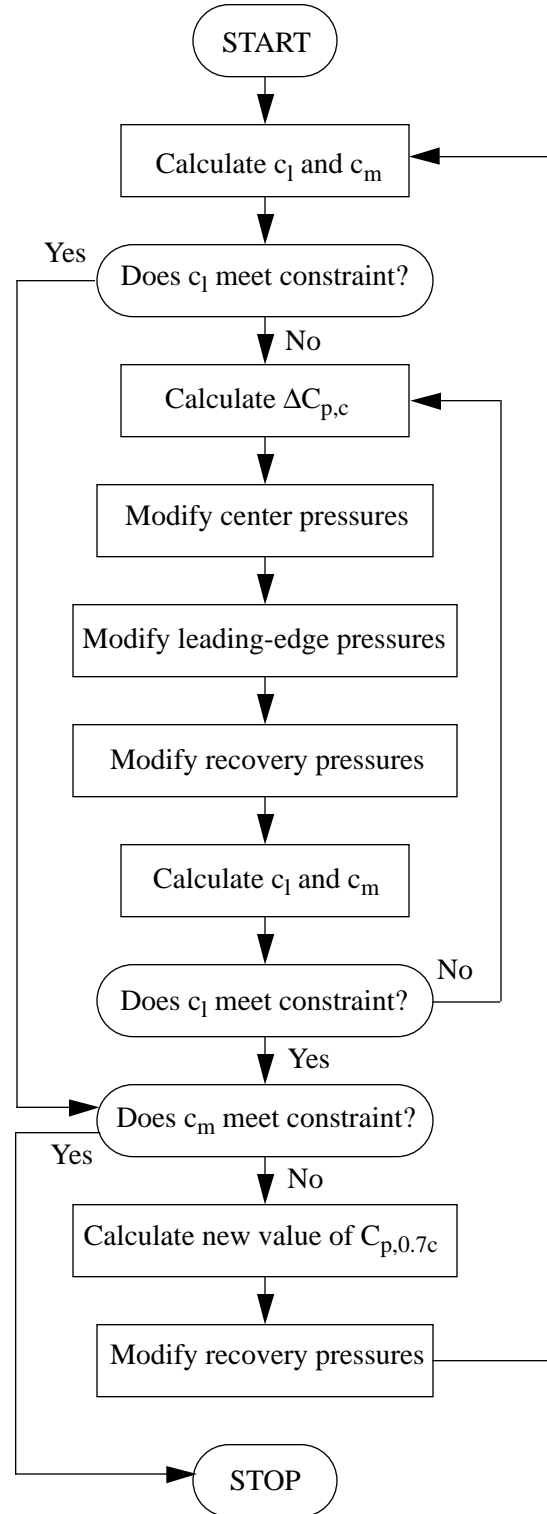 START
Calculate c_l and c_m
Yes
Does c_l meet constraint?
No
Calculate ΔC_p,c
Modify center pressures
Modify leading-edge pressures
Modify recovery pressures
Calculate c_l and c_m
No
Does c_l meet constraint?
Yes
Does c_m meet constraint?
Yes
No
Calculate new value of C_p,0.7c
Modify recovery pressures
STOP